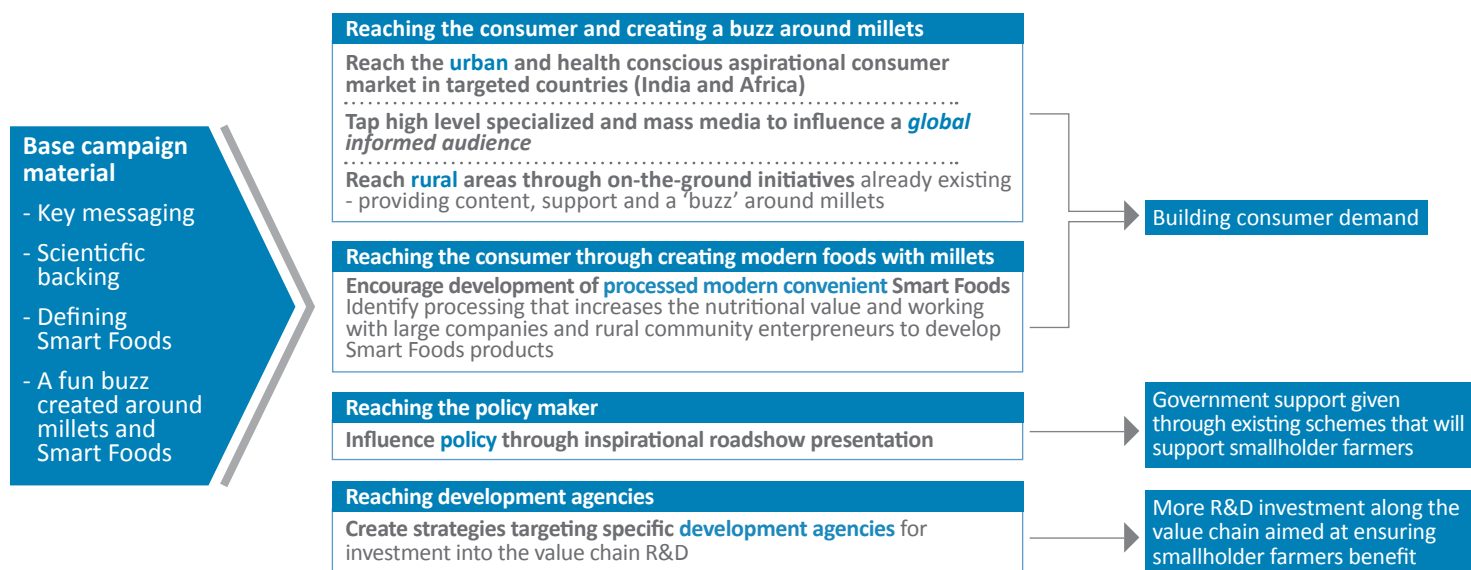 Base campaign
material
- Key messaging
- Scienticfic
backing
- Defining
Smart Foods
- A fun buzz
created around
millets and
Smart Foods
Reaching the consumer and creating a buzz around millets
Reach the urban and health conscious aspirational consumer
market in targeted countries (India and Africa)
Tap high level specialized and mass media to influence a global
informed audience
Reach rural areas through on-the-ground initiatives already existing
- providing content, support and a ‘buzz’ around millets
Reaching the consumer through creating modern foods with millets
Encourage development of processed modern convenient Smart Foods
Identify processing that increases the nutritional value and working
with large companies and rural community enterpreneurs to develop
Smart Foods products
Building consumer demand
Reaching the policy maker
Influence policy through inspirational roadshow presentation
Government support given
through existing schemes that will
support smallholder farmers
Reaching development agencies
Create strategies targeting specific development agencies for
investment into the value chain R&D
More R&D investment along the
value chain aimed at ensuring
smallholder farmers benefit